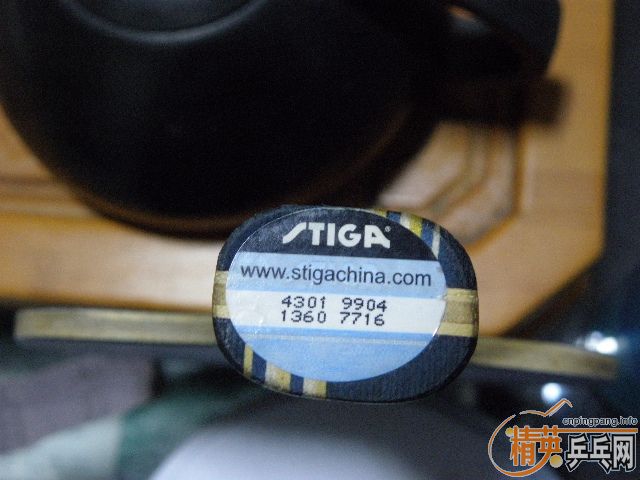 STIGA®
www.stigachina.com
4301 9904
1360 7716
cnpingpang.info
精英乒乓网